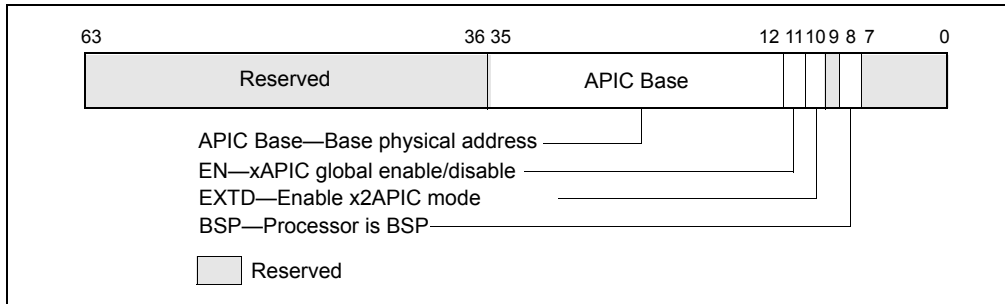 63 36 35 12 11 10 9 8 7 0
Reserved APIC Base
APIC Base—Base physical address
EN—xAPIC global enable/disable
EXTD—Enable x2APIC mode
BSP—Processor is BSP
Reserved